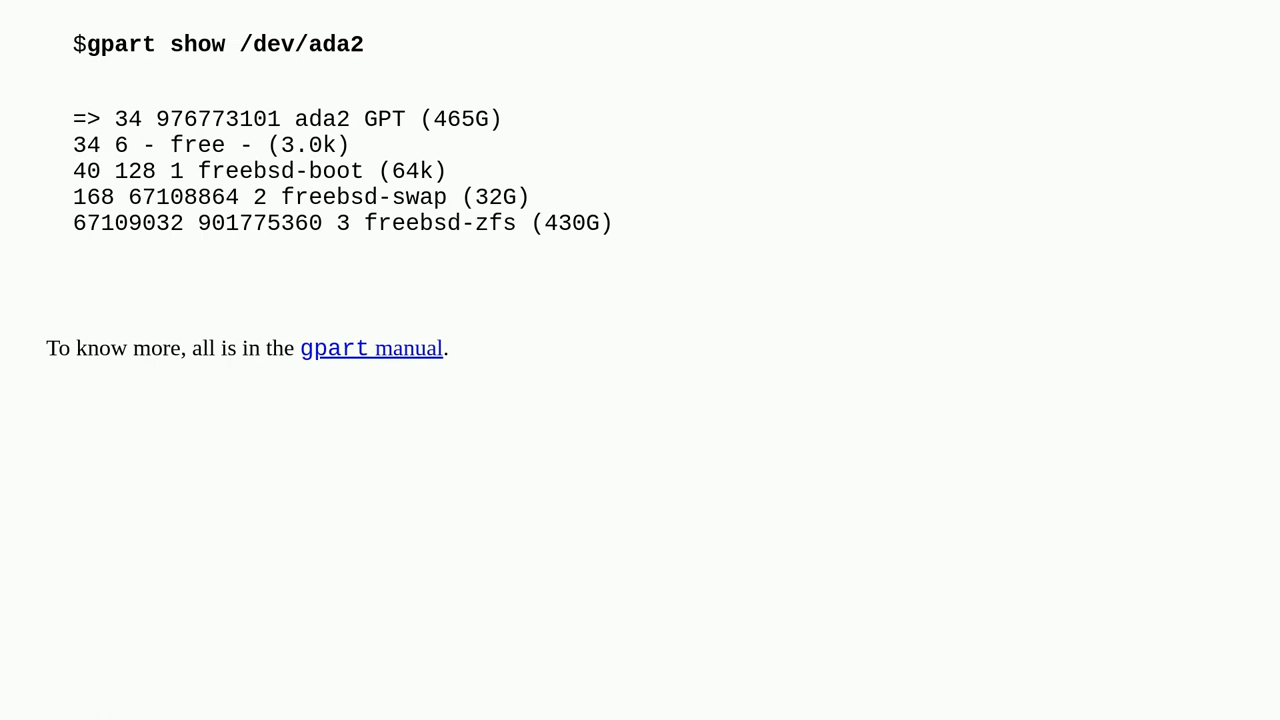 $gpart show /dev/ada2
=> 34 976773101 ada2 GPT (465G)
34 6 - free - (3.0k)
40 128 1 freebsd-boot (64k)
168 67108864 2 freebsd-swap (32G)
67109032 901775360 3 freebsd-zfs (430G)
To know more, all is in the gpart manual.